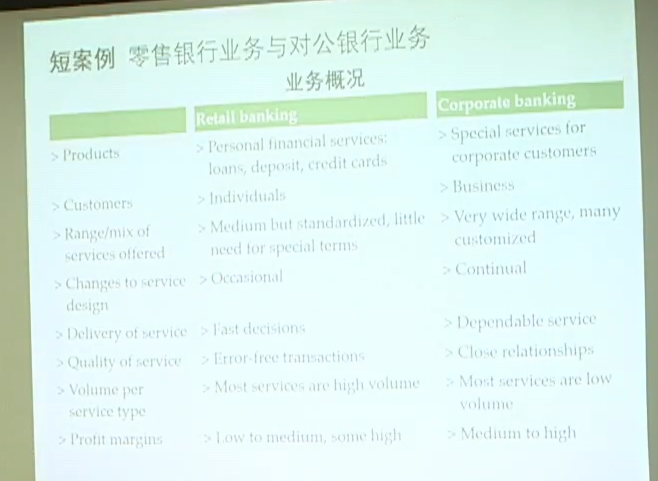 短案例 零售银行业务与对公银行业务
业务概况
Retail banking
Corporate banking
> Products
> Personal financial services:
loans, deposit, credit cards
> Special services for
corporate customers
> Customers
> Individuals
> Business
> Range/mix of
services offered
> Medium but standardized, little
need for special terms
> Very wide range, many
customized
> Changes to service
design
> Occasional
> Continual
> Delivery of service
> Fast decisions
> Dependable service
> Quality of service
> Error-free transactions
> Close relationships
> Volume per
service type
> Most services are high volume
> Most services are low
volume
> Profit margins
> Low to medium, some high
> Medium to high